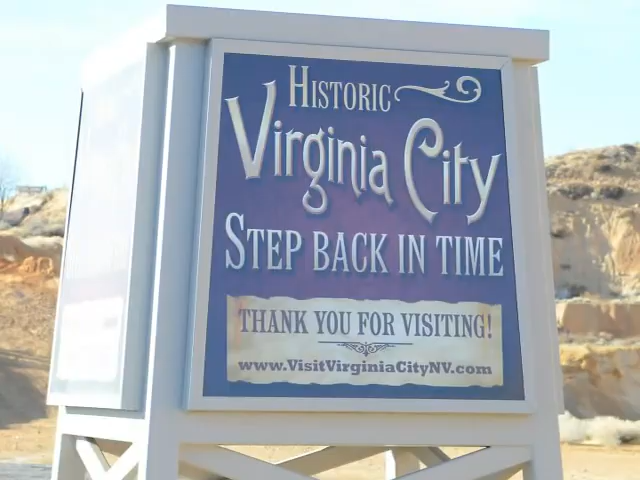 Historic
Virginia City
Step back in time
Thank you for visiting!
www.VisitVirginiaCityNV.com